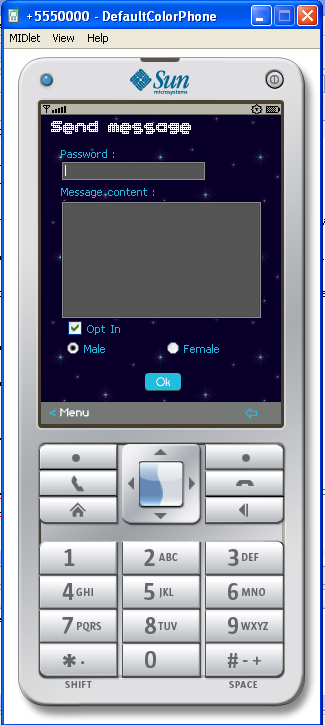 +5550000 - DefaultColorPhone
MIDlet View Help
Sun
microsystems
Send message
Password :
Message content :
Opt In
Male Female
Ok
< Menu
1 2 ABC 3 DEF
4 GHI 5 JKL 6 MNO
7 PQRS 8 TUV 9 WXYZ
* . 0 # - +
SHIFT SPACE